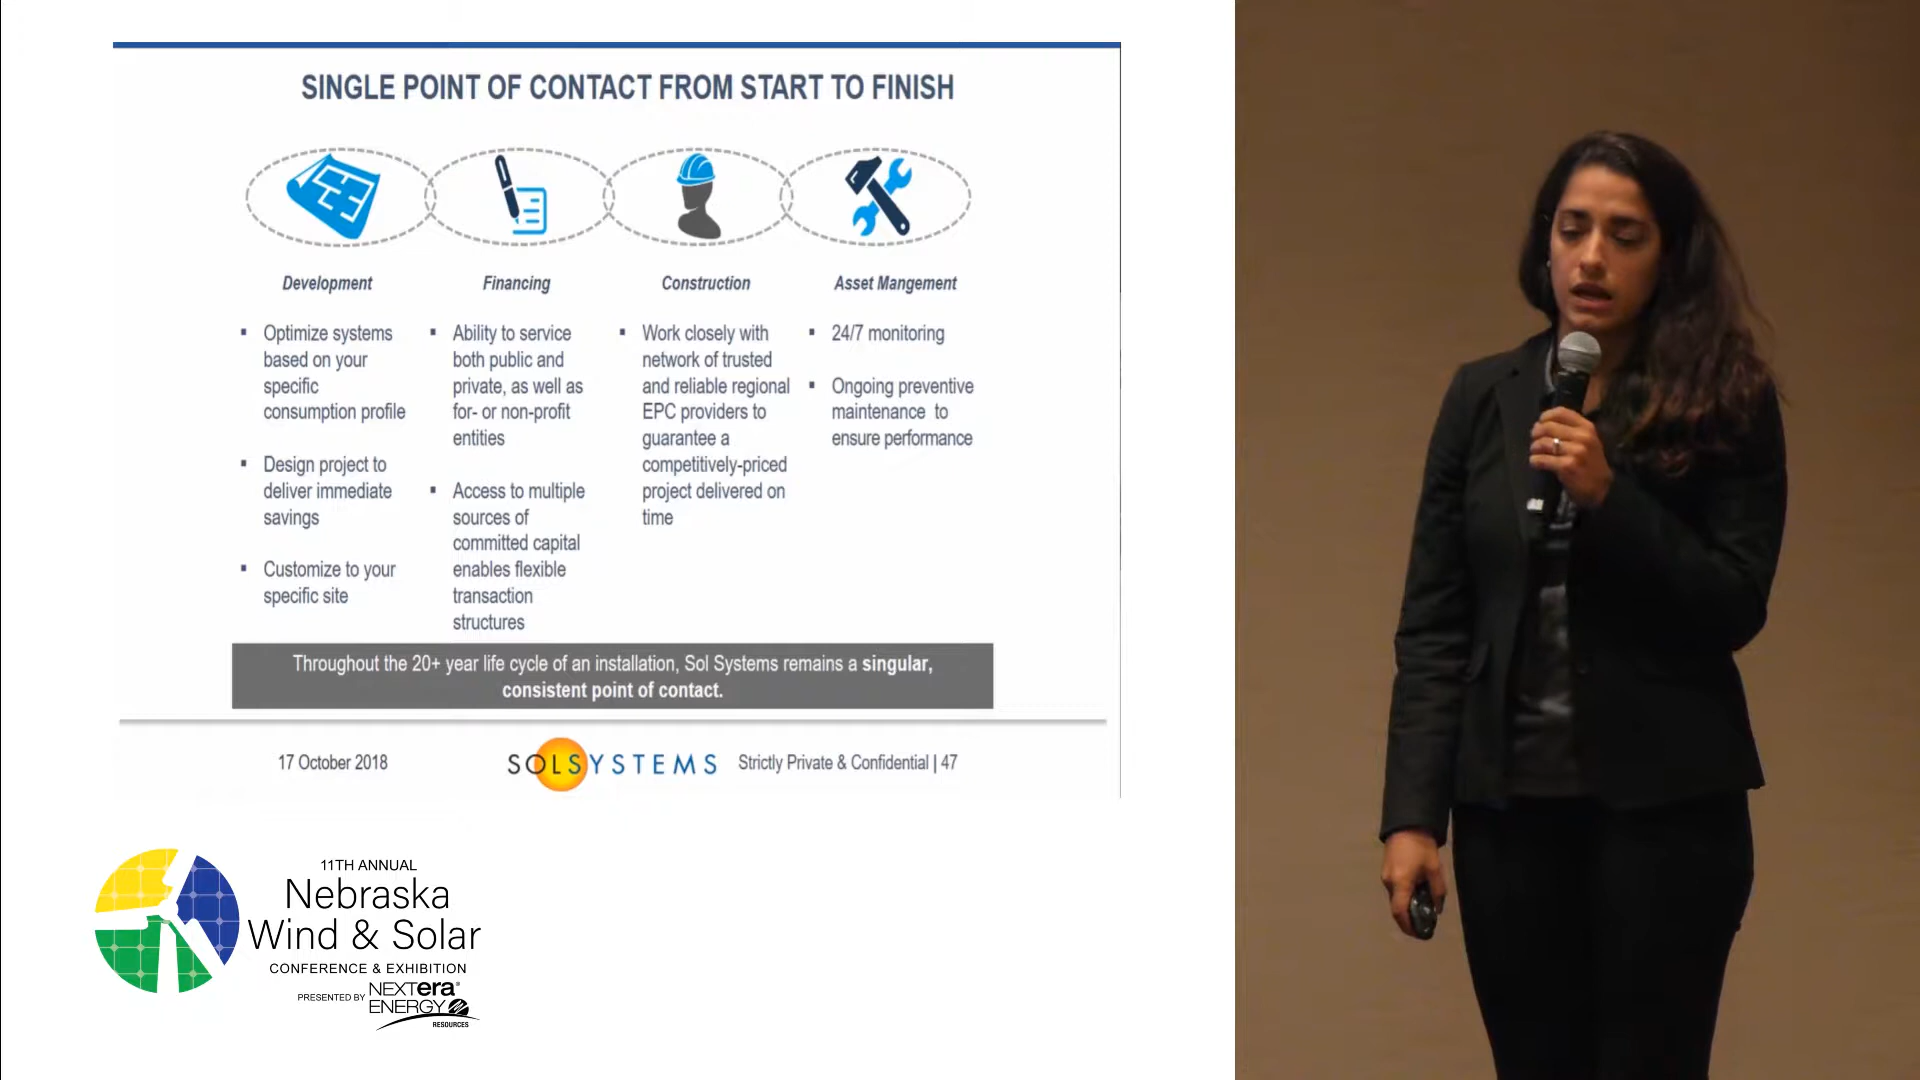 SINGLE POINT OF CONTACT FROM START TO FINISH
Development
▪ Optimize systems
based on your
specific
consumption profile
▪ Design project to
deliver immediate
savings
▪ Customize to your
specific site
Financing
▪ Ability to service
both public and
private, as well as
for- or non-profit
entities
▪ Access to multiple
sources of
committed capital
enables flexible
transaction
structures
Construction
▪ Work closely with
network of trusted
and reliable regional
EPC providers to
guarantee a
competitively-priced
project delivered on
time
Asset Mangement
▪ 24/7 monitoring
▪ Ongoing preventive
maintenance to
ensure performance
Throughout the 20+ year life cycle of an installation, Sol Systems remains a singular,
consistent point of contact.
17 October 2018
SOLSYSTEMS
Strictly Private & Confidential | 47
11TH ANNUAL
Nebraska
Wind & Solar
CONFERENCE & EXHIBITION
PRESENTED BY
NEXTera®
ENERGY
RESOURCES